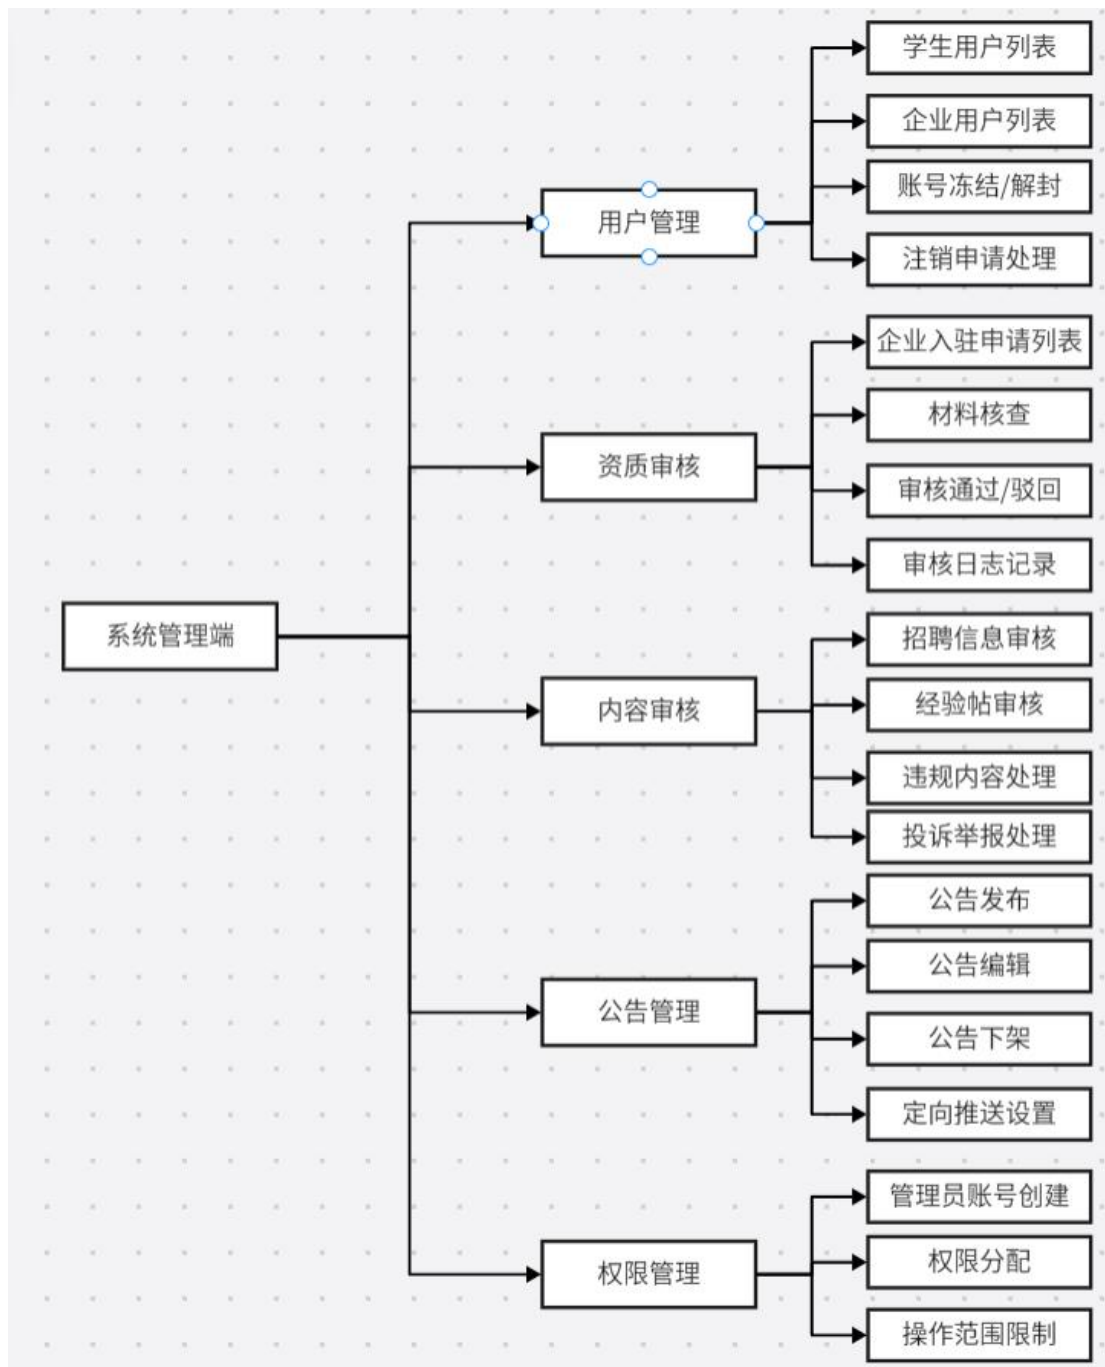 系统管理端
用户管理
学生用户列表
企业用户列表
账号冻结/解封
注销申请处理
资质审核
企业入驻申请列表
材料核查
审核通过/驳回
审核日志记录
内容审核
招聘信息审核
经验帖审核
违规内容处理
投诉举报处理
公告管理
公告发布
公告编辑
公告下架
定向推送设置
权限管理
管理员账号创建
权限分配
操作范围限制